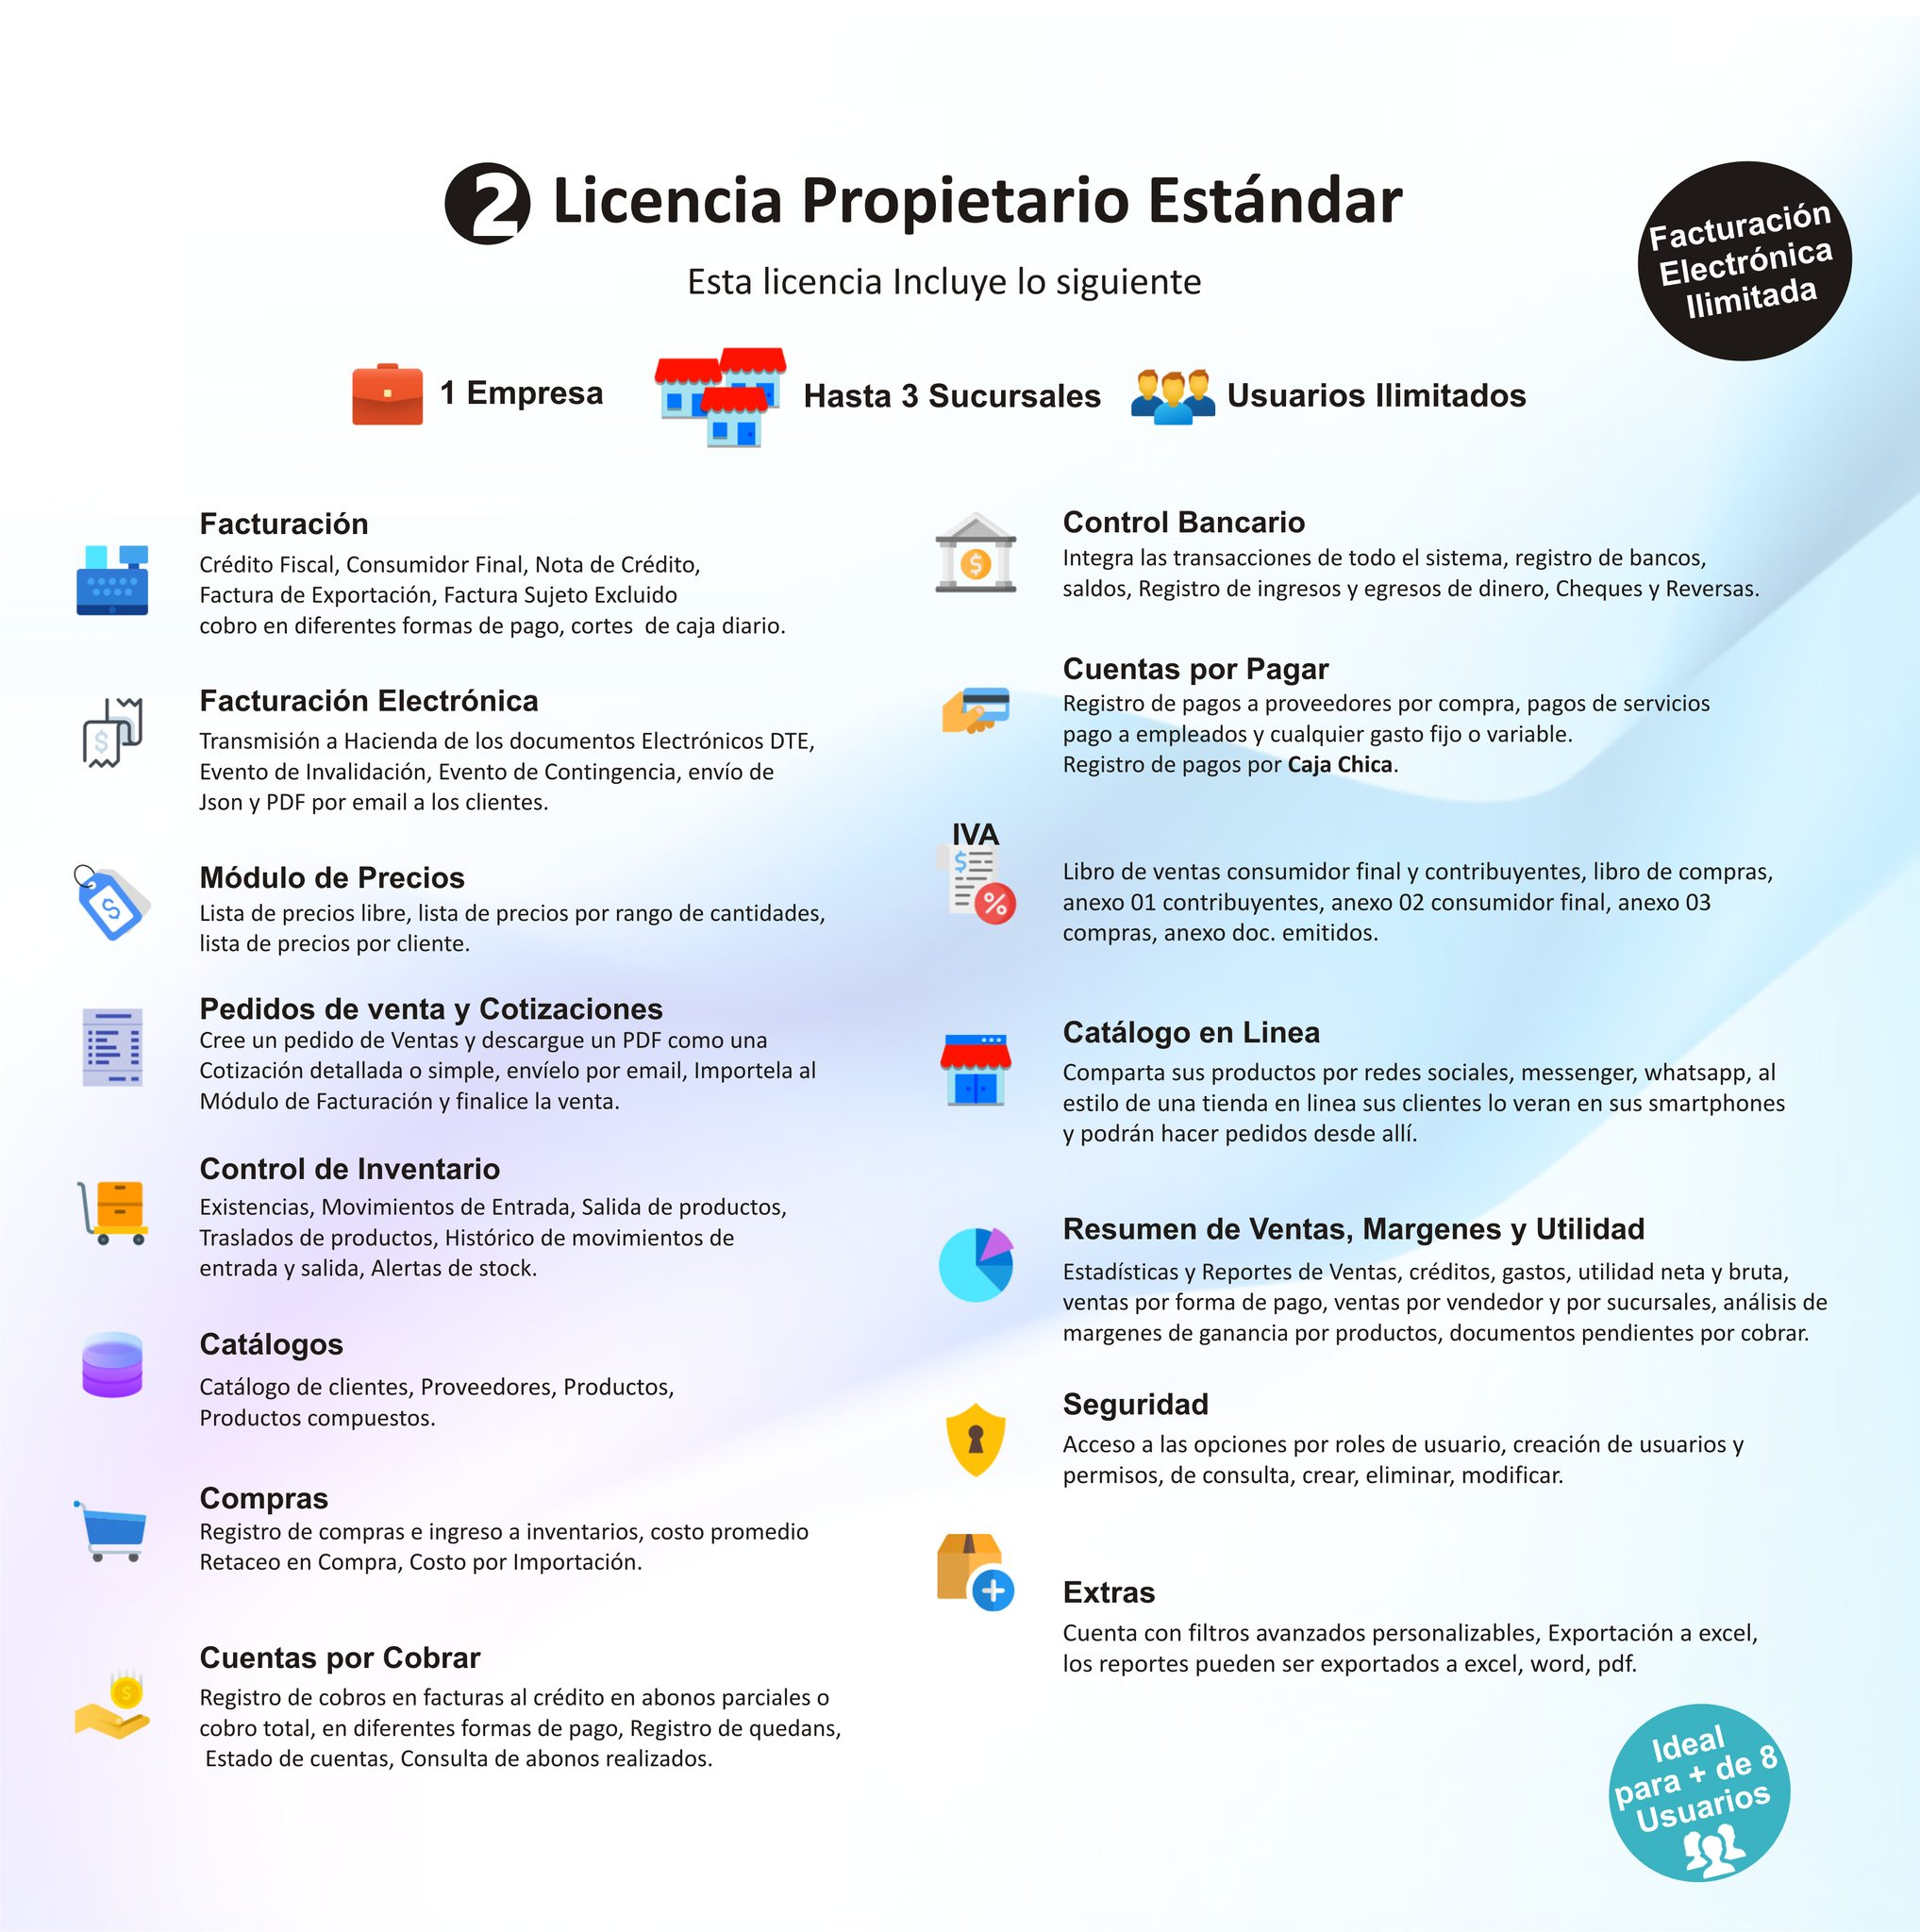 2 Licencia Propietario Estándar
Esta licencia Incluye lo siguiente
Facturación
Electrónica
Ilimitada
1 Empresa
Hasta 3 Sucursales
Usuarios Ilimitados
Facturación
Crédito Fiscal, Consumidor Final, Nota de Crédito,
Factura de Exportación, Factura Sujeto Excluido
cobro en diferentes formas de pago, cortes  de caja diario.
Facturación Electrónica
Transmisión a Hacienda de los documentos Electrónicos DTE,
Evento de Invalidación, Evento de Contingencia, envío de
Json y PDF por email a los clientes.
Módulo de Precios
Lista de precios libre, lista de precios por rango de cantidades,
lista de precios por cliente.
Pedidos de venta y Cotizaciones
Cree un pedido de Ventas y descargue un PDF como una
Cotización detallada o simple, envíelo por email, Importela al
Módulo de Facturación y finalice la venta.
Control de Inventario
Existencias, Movimientos de Entrada, Salida de productos,
Traslados de productos, Histórico de movimientos de
entrada y salida, Alertas de stock.
Catálogos
Catálogo de clientes, Proveedores, Productos,
Productos compuestos.
Compras
Registro de compras e ingreso a inventarios, costo promedio
Retaceo en Compra, Costo por Importación.
Cuentas por Cobrar
Registro de cobros en facturas al crédito en abonos parciales o
cobro total, en diferentes formas de pago, Registro de quedans,
Estado de cuentas, Consulta de abonos realizados.
Control Bancario
Integra las transacciones de todo el sistema, registro de bancos,
saldos, Registro de ingresos y egresos de dinero, Cheques y Reversas.
Cuentas por Pagar
Registro de pagos a proveedores por compra, pagos de servicios
pago a empleados y cualquier gasto fijo o variable.
Registro de pagos por Caja Chica.
IVA
Libro de ventas consumidor final y contribuyentes, libro de compras,
anexo 01 contribuyentes, anexo 02 consumidor final, anexo 03
compras, anexo doc. emitidos.
Catálogo en Linea
Comparta sus productos por redes sociales, messenger, whatsapp, al
estilo de una tienda en linea sus clientes lo veran en sus smartphones
y podrán hacer pedidos desde allí.
Resumen de Ventas, Margenes y Utilidad
Estadísticas y Reportes de Ventas, créditos, gastos, utilidad neta y bruta,
ventas por forma de pago, ventas por vendedor y por sucursales, análisis de
margenes de ganancia por productos, documentos pendientes por cobrar.
Seguridad
Acceso a las opciones por roles de usuario, creación de usuarios y
permisos, de consulta, crear, eliminar, modificar.
Extras
Cuenta con filtros avanzados personalizables, Exportación a excel,
los reportes pueden ser exportados a excel, word, pdf.
Ideal
para + de 8
Usuarios